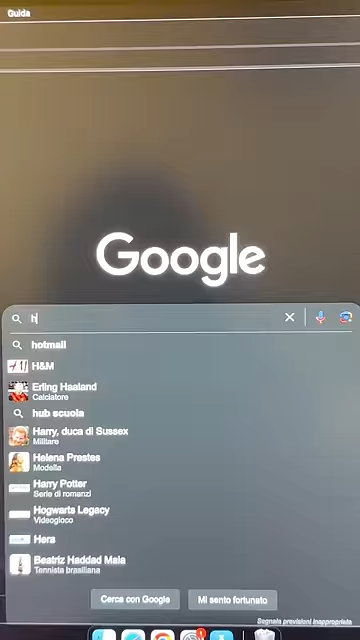 Guida
Google
h
hotmail
H&M
Erling Haaland
Calciatore
hub scuola
Harry, duca di Sussex
Militare
Helena Prestes
Modella
Harry Potter
Serie di romanzi
Hogwarts Legacy
Videogioco
Hera
Beatriz Haddad Maia
Tennista brasiliana
Cerca con Google
Mi sento fortunato
Segnala previsioni inappropriate
1